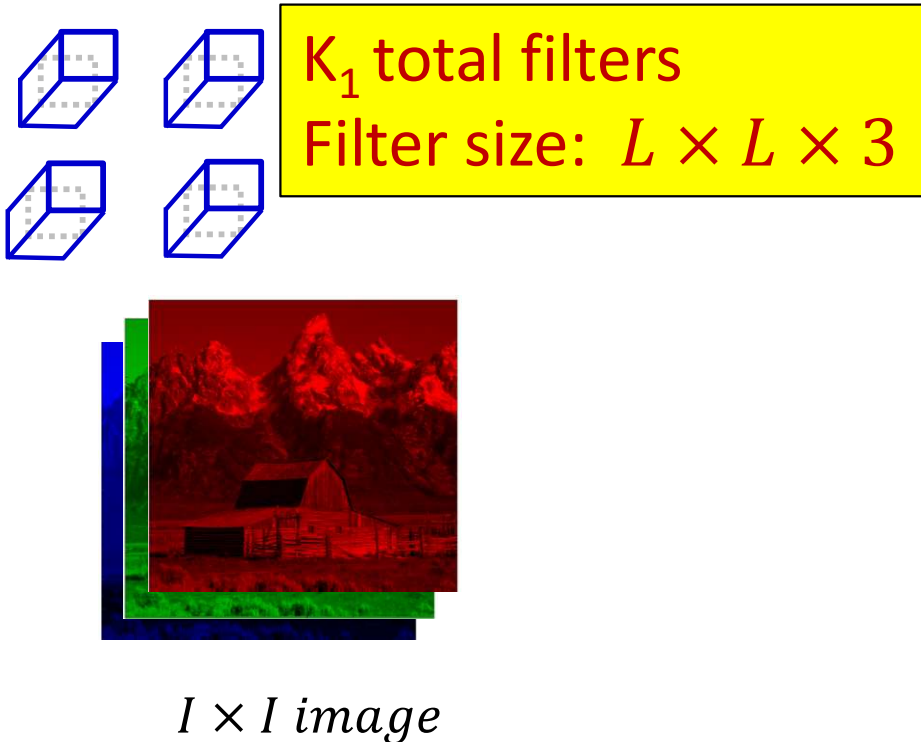 K₁ total filters
Filter size: L × L × 3
I × I image